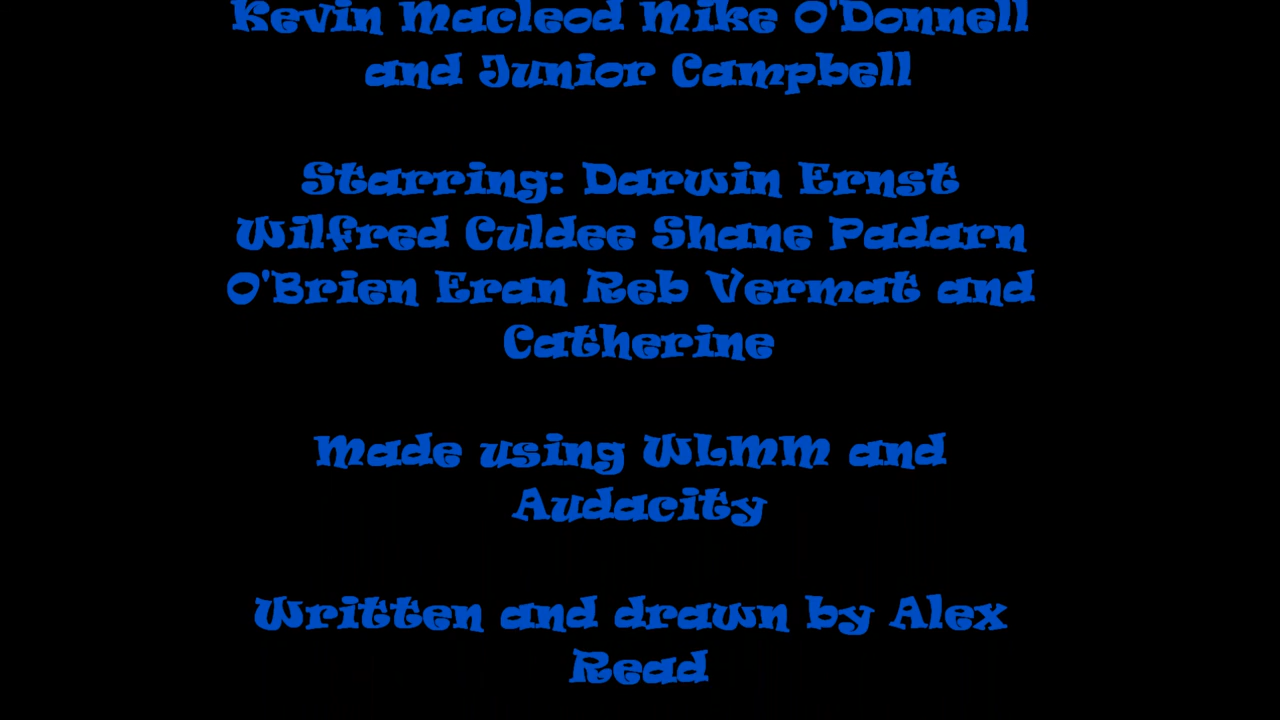 Kevin Macleod Mike O'Donnell
and Junior Campbell
Starring: Darwin Ernst
Wilfred Culdee Shane Padarn
O'Brien Eran Reb Vermat and
Catherine
Made using WLMM and
Audacity
Written and drawn by Alex
Read